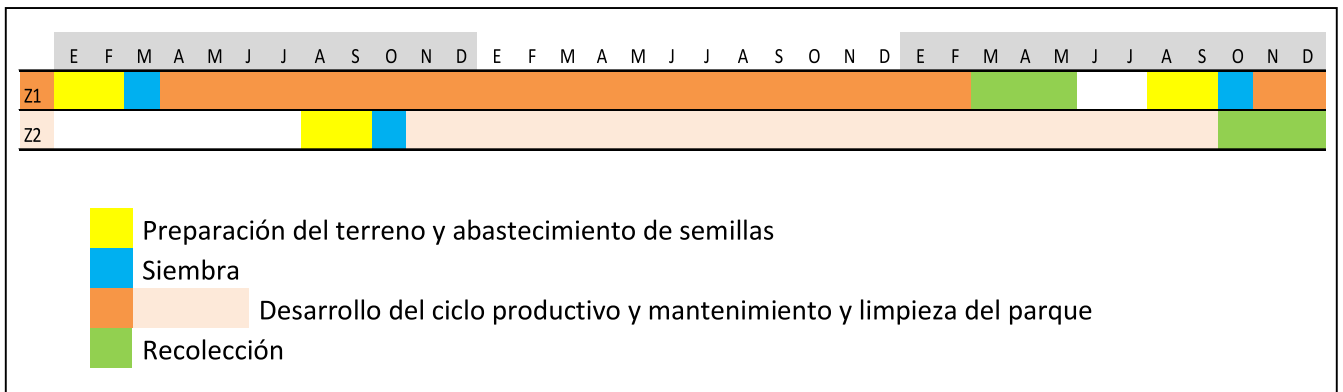 E F M A M J J A S O N D E F M A M J J A S O N D E F M A M J J A S O N D
Z1
Z2
Preparación del terreno y abastecimiento de semillas
Siembra
Desarrollo del ciclo productivo y mantenimiento y limpieza del parque
Recolección